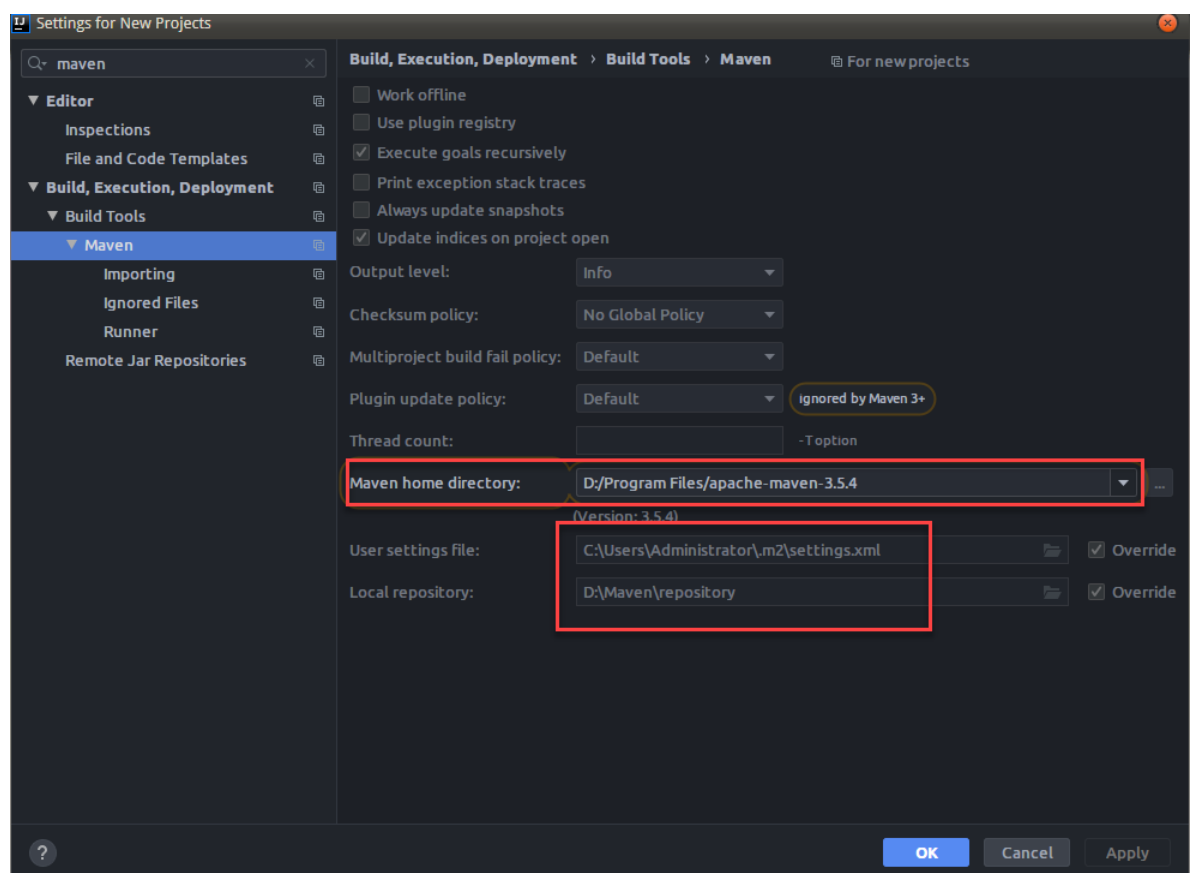 Settings for New Projects
maven
Build, Execution, Deployment › Build Tools › Maven
For new projects
Editor
Inspections
File and Code Templates
Build, Execution, Deployment
Build Tools
Maven
Importing
Ignored Files
Runner
Remote Jar Repositories
Work offline
Use plugin registry
Execute goals recursively
Print exception stack traces
Always update snapshots
Update indices on project open
Output level: Info
Checksum policy: No Global Policy
Multiproject build fail policy: Default
Plugin update policy: Default ignored by Maven 3+
Thread count: -T option
Maven home directory: D:/Program Files/apache-maven-3.5.4 ...
(Version: 3.5.4)
User settings file: C:\Users\Administrator\.m2\settings.xml Override
Local repository: D:\Maven\repository Override
? OK Cancel Apply